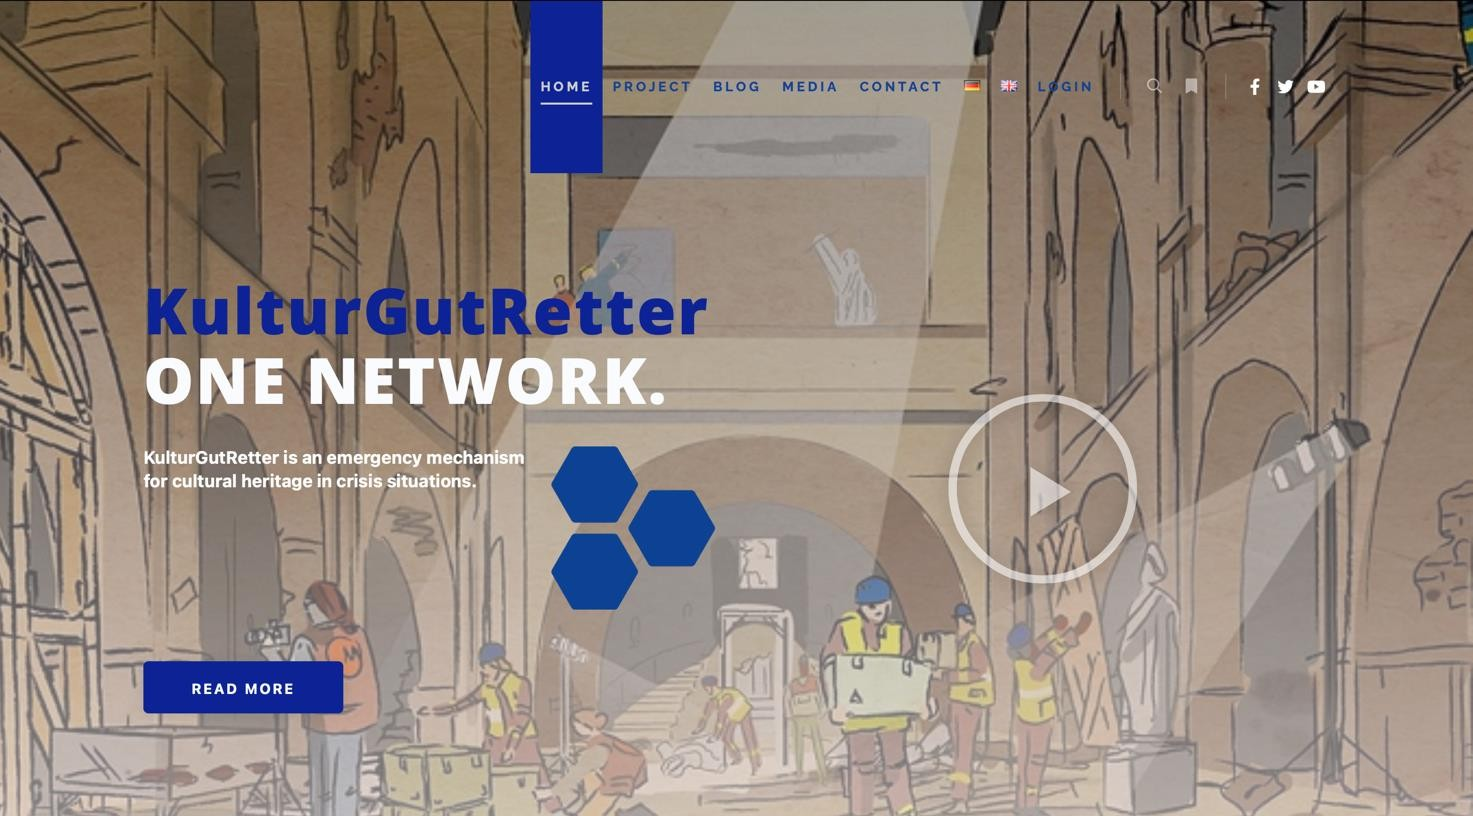 HOME PROJECT BLOG MEDIA CONTACT LOGIN
KulturGutRetter
ONE NETWORK.
KulturGutRetter is an emergency mechanism
for cultural heritage in crisis situations.
READ MORE